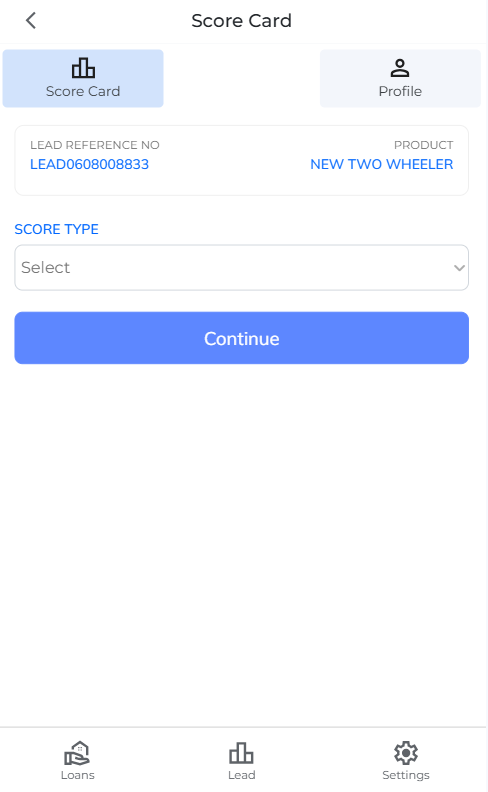 Score Card
Score Card
Profile
LEAD REFERENCE NO
PRODUCT
LEAD0608008833
NEW TWO WHEELER
SCORE TYPE
Select
Continue
Loans
Lead
Settings